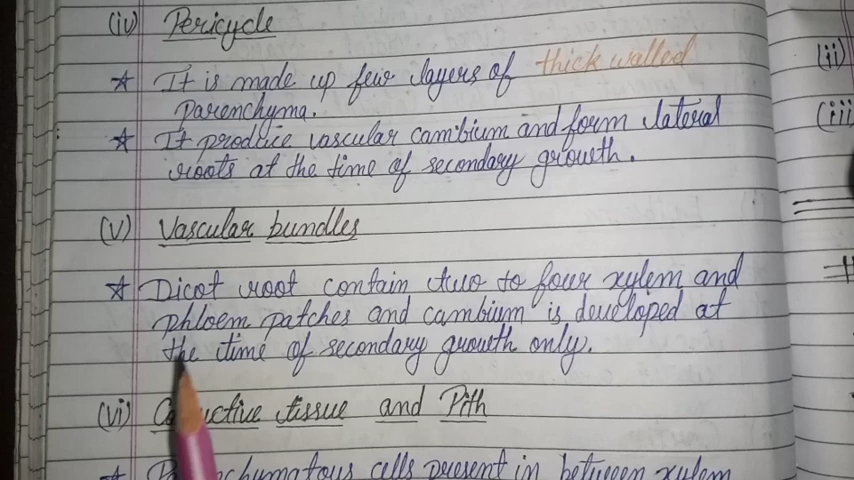 (iv) Pericycle
★ It is made up few layers of thick walled
parenchyma.
★ It produce vascular cambium and form lateral
roots at the time of secondary growth.
(v) Vascular bundles
★ Dicot root contain two to four xylem and
phloem patches and cambium is developed at
the time of secondary growth only.
(vi) tissue and Pith
★ cells present in between xylem
(ii)
(iii